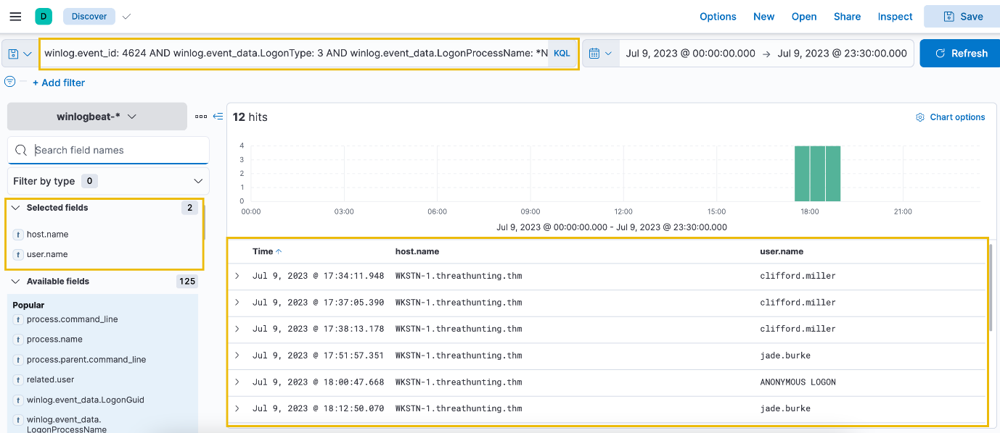 D Discover Options New Open Share Inspect Save
winlog.event_id: 4624 AND winlog.event_data.LogonType: 3 AND winlog.event_data.LogonProcessName: *N KQL Jul 9, 2023 @ 00:00:00.000 → Jul 9, 2023 @ 23:30:00.000 Refresh
+ Add filter
winlogbeat-*
12 hits Chart options
Search field names
Filter by type 0
Selected fields 2
t host.name
t user.name
Available fields 125
Popular
t process.command_line
t process.name
t process.parent.command_line
t related.user
t winlog.event_data.LogonGuid
t winlog.event_data.
LogonProcessName
4
3
2
1
0
00:00 03:00 06:00 09:00 12:00 15:00 18:00 21:00
Jul 9, 2023 @ 00:00:00.000 - Jul 9, 2023 @ 23:30:00.000
Time ↑ host.name user.name
Jul 9, 2023 @ 17:34:11.948 WKSTN-1.threathunting.thm clifford.miller
Jul 9, 2023 @ 17:37:05.390 WKSTN-1.threathunting.thm clifford.miller
Jul 9, 2023 @ 17:38:13.178 WKSTN-1.threathunting.thm clifford.miller
Jul 9, 2023 @ 17:51:57.351 WKSTN-1.threathunting.thm jade.burke
Jul 9, 2023 @ 18:00:47.668 WKSTN-1.threathunting.thm ANONYMOUS LOGON
Jul 9, 2023 @ 18:12:50.070 WKSTN-1.threathunting.thm jade.burke